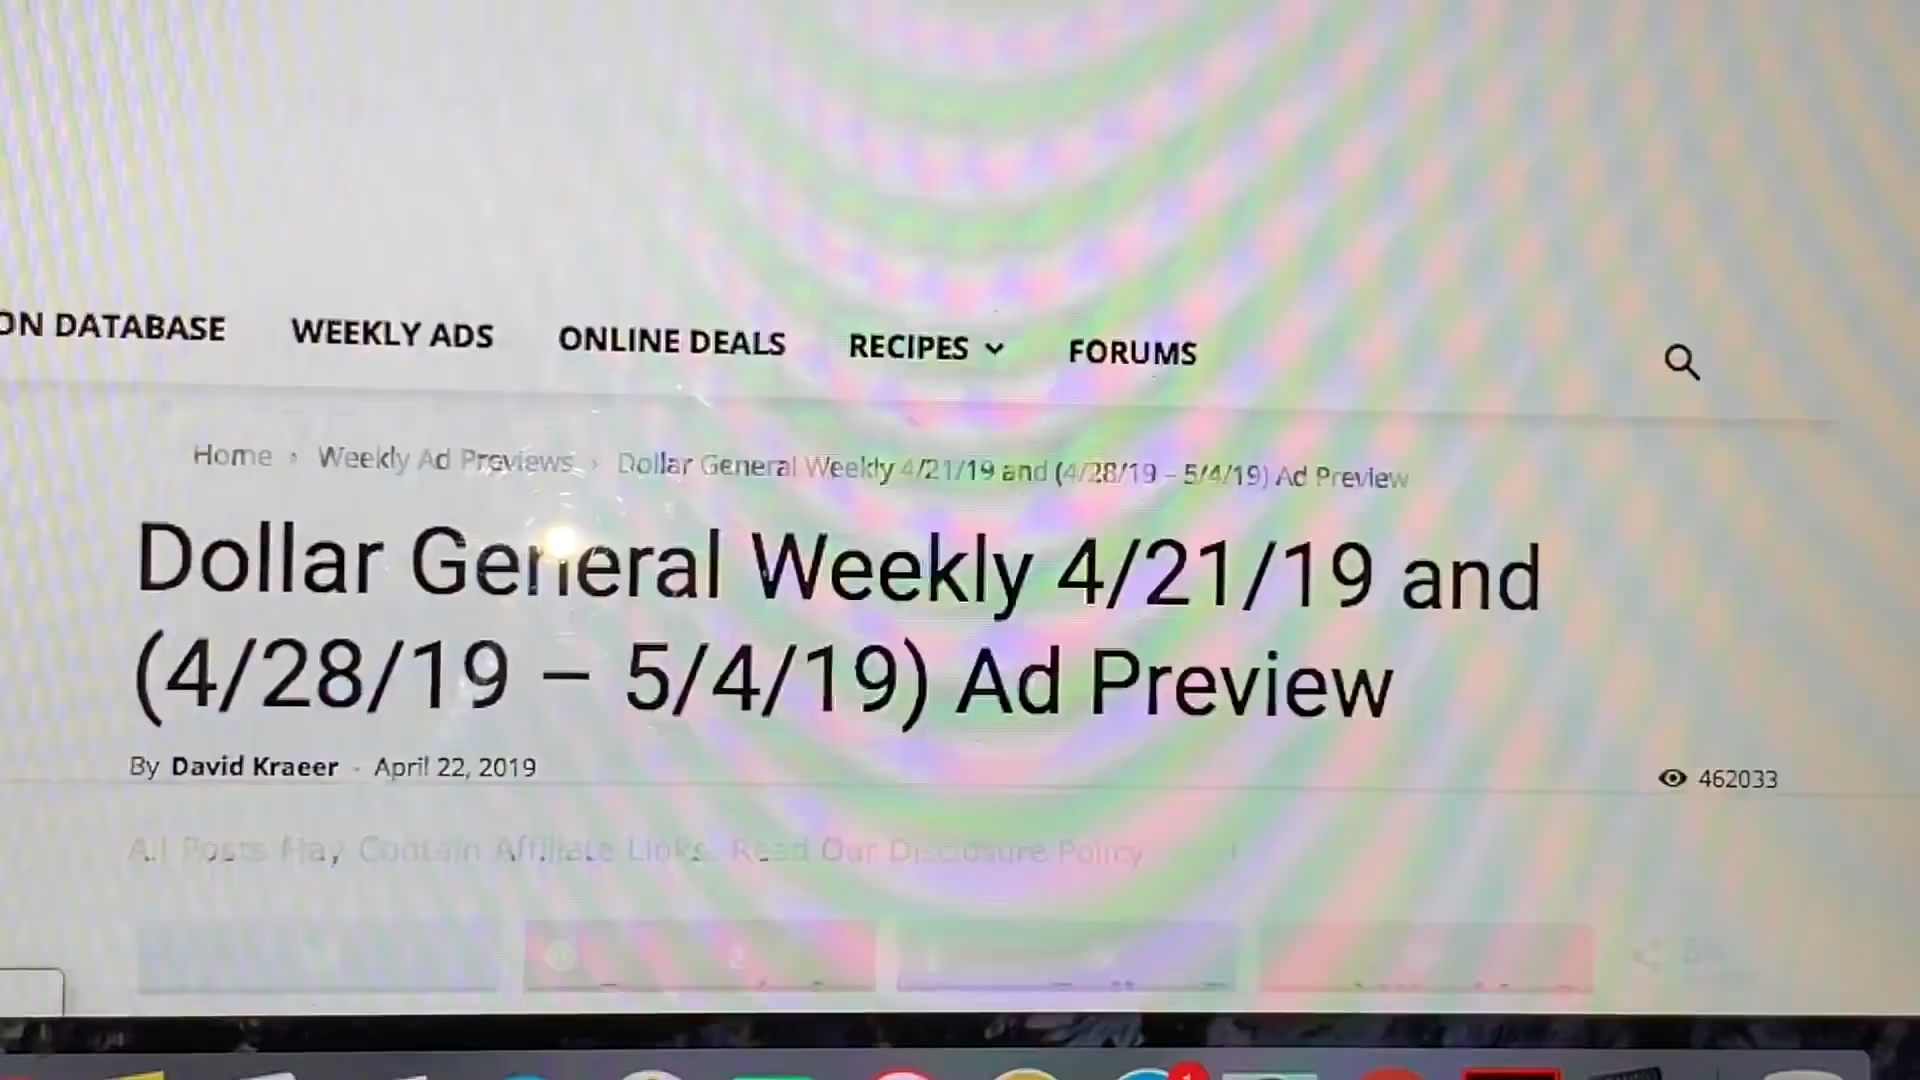 ON DATABASE WEEKLY ADS ONLINE DEALS RECIPES FORUMS
Home › Weekly Ad Previews › Dollar General Weekly 4/21/19 and (4/28/19 – 5/4/19) Ad Preview
Dollar General Weekly 4/21/19 and
(4/28/19 – 5/4/19) Ad Preview
By David Kraeer - April 22, 2019
462033
All Posts May Contain Affiliate Links. Read Our Disclosure Policy